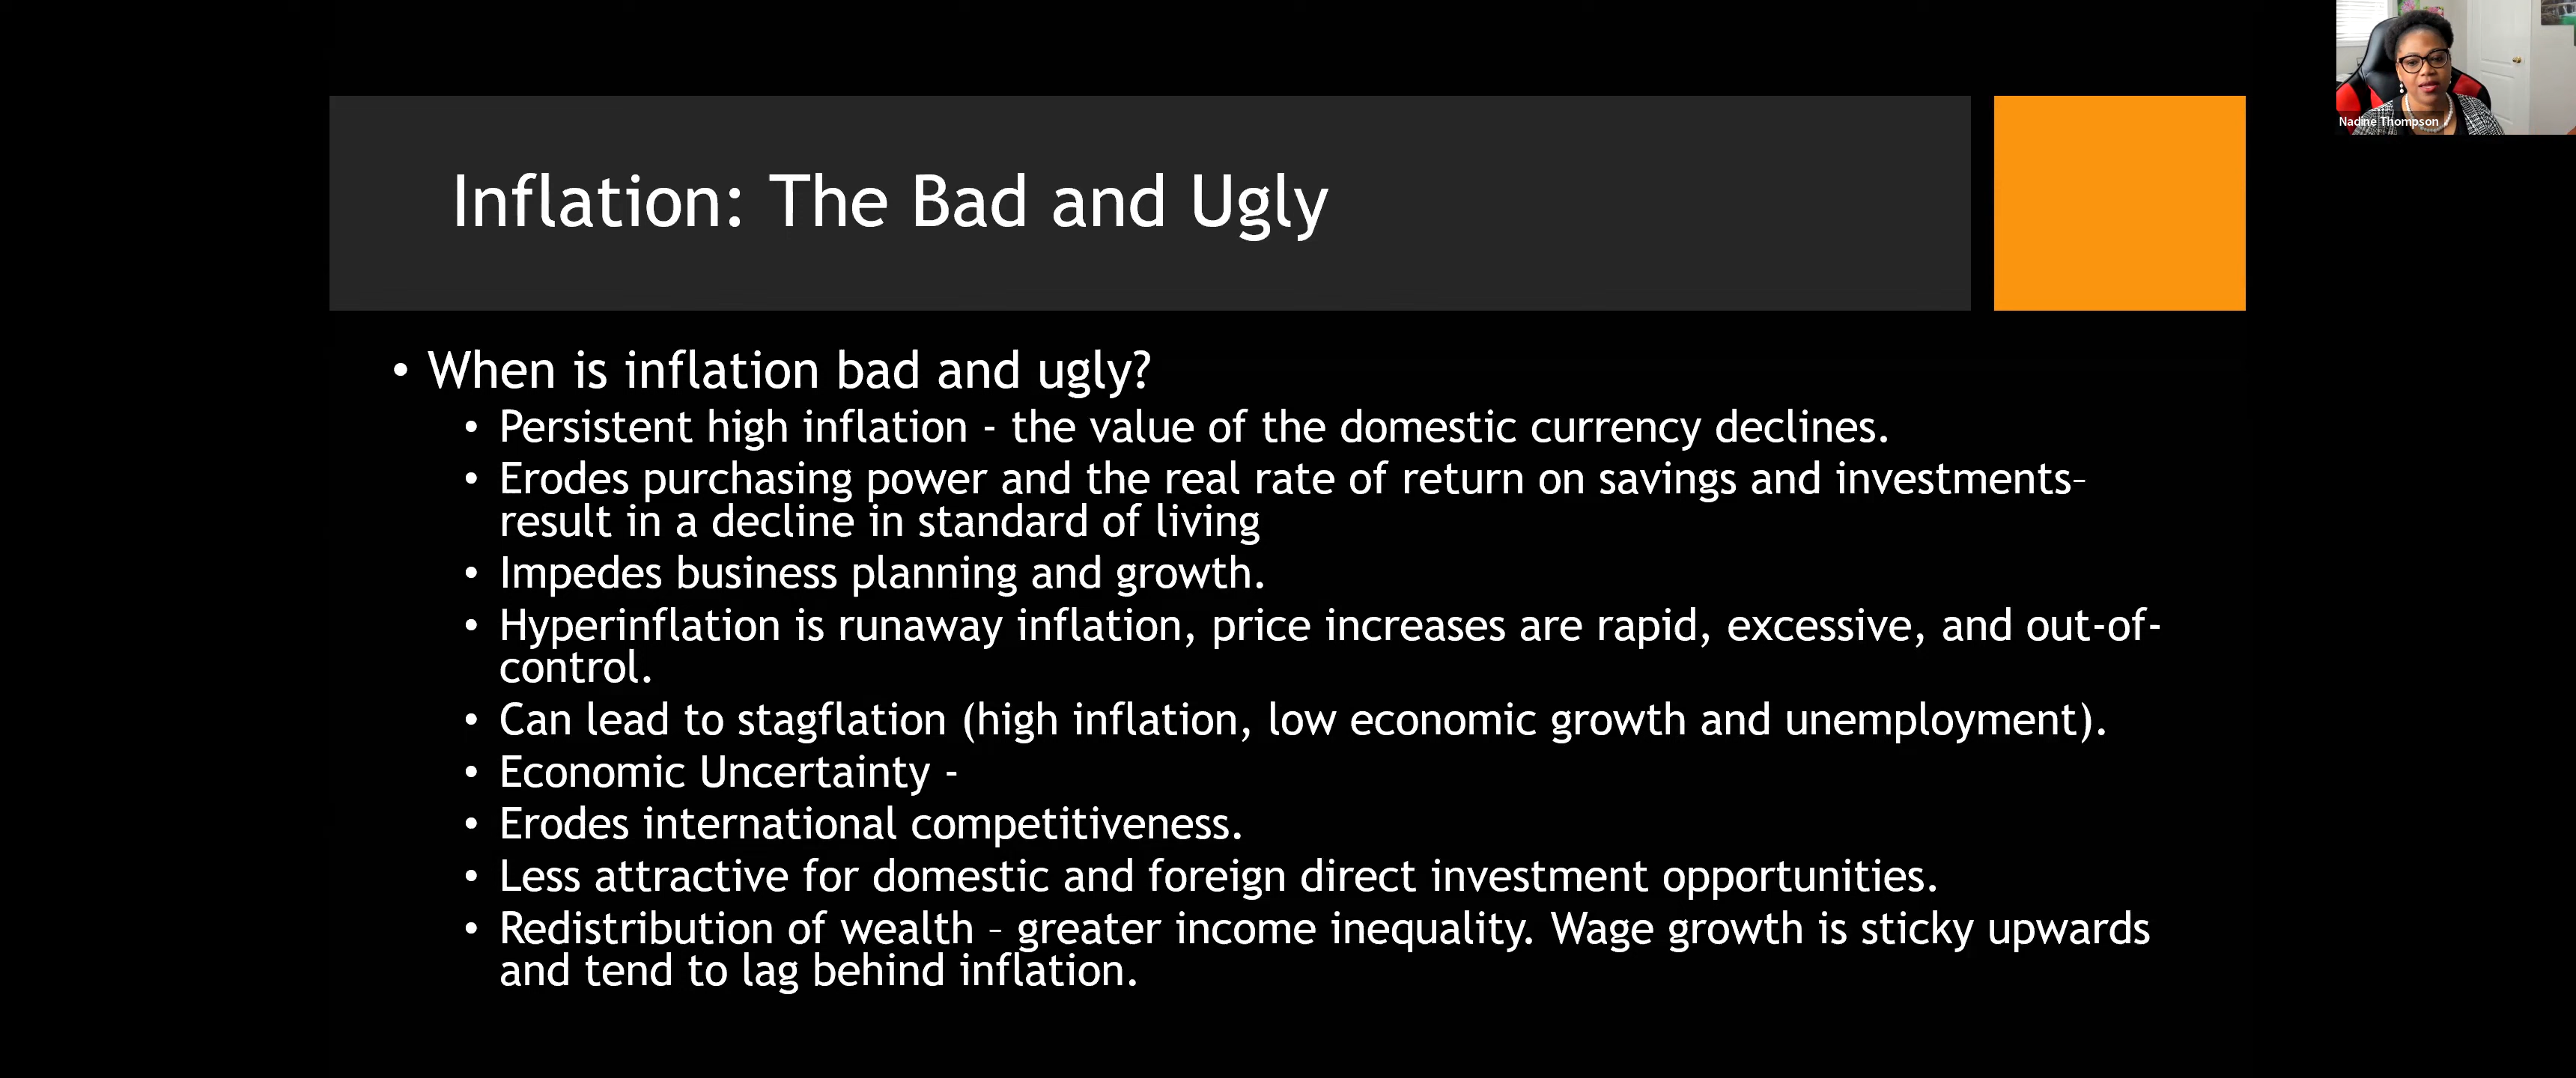 Nadine Thompson
Inflation: The Bad and Ugly
• When is inflation bad and ugly?
• Persistent high inflation - the value of the domestic currency declines.
• Erodes purchasing power and the real rate of return on savings and investments–
result in a decline in standard of living
• Impedes business planning and growth.
• Hyperinflation is runaway inflation, price increases are rapid, excessive, and out-of-
control.
• Can lead to stagflation (high inflation, low economic growth and unemployment).
• Economic Uncertainty -
• Erodes international competitiveness.
• Less attractive for domestic and foreign direct investment opportunities.
• Redistribution of wealth – greater income inequality. Wage growth is sticky upwards
and tend to lag behind inflation.